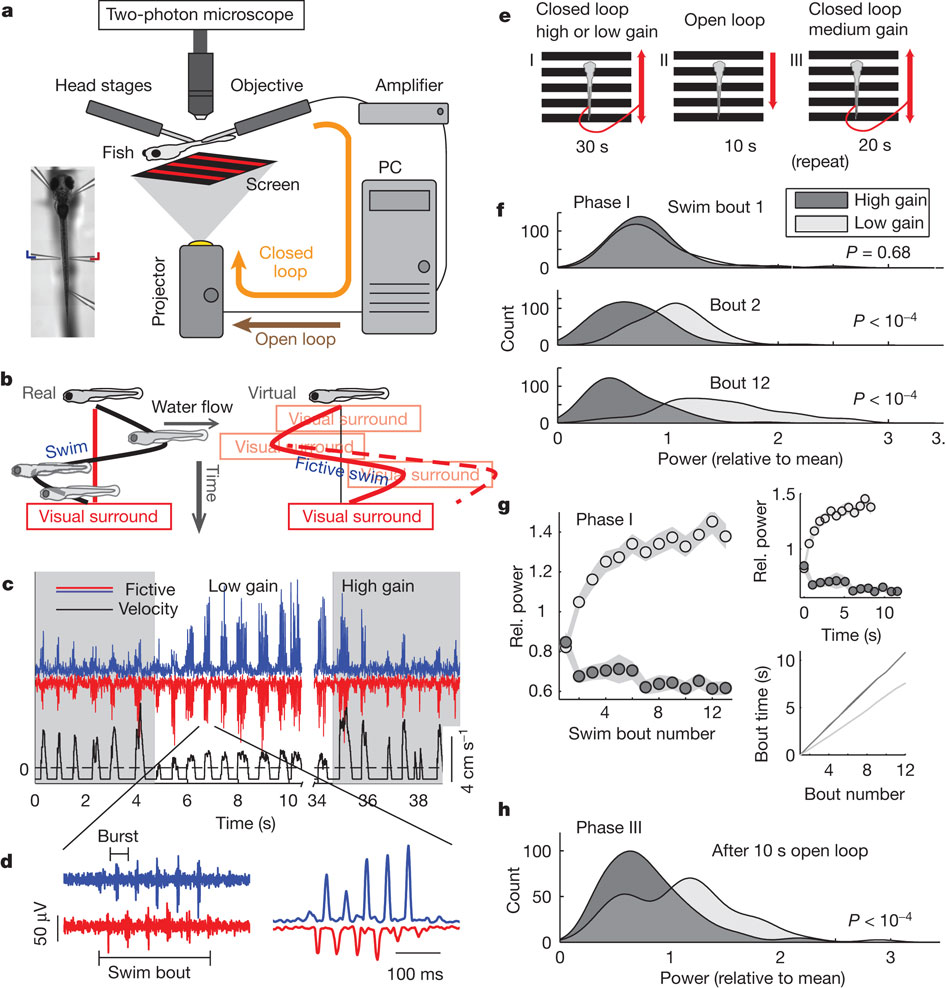 a
Two-photon microscope
Head stages
Objective
Amplifier
Fish
Screen
PC
Projector
Closed
loop
Open loop
b
Real
Water flow
Swim
Time
Visual surround
Virtual
Visual surround
Visual surround
Fictive swim
Visual surround
Visual surround
c
Fictive
Velocity
Low gain
High gain
0
4 cm s⁻¹
0 2 4 6 8 10 34 36 38
Time (s)
d
Burst
50 µV
Swim bout
100 ms
e
Closed loop
high or low gain
Open loop
Closed loop
medium gain
I
II
III
30 s
10 s
20 s
(repeat)
f
Phase I
Swim bout 1
High gain
Low gain
100
0
P = 0.68
Bout 2
100
0
P < 10⁻⁴
Count
Bout 12
100
0
P < 10⁻⁴
0 1 2 3 3.
Power (relative to mean)
g
Phase I
1.4
1.2
1
0.8
0.6
Rel. power
4 8 12
Swim bout number
1.5
1
Rel. power
0 5 10
Time (s)
10
5
0
Bout time (s)
4 8 12
Bout number
h
Phase III
After 10 s open loop
100
50
0
Count
P < 10⁻⁴
0 1 2 3
Power (relative to mean)